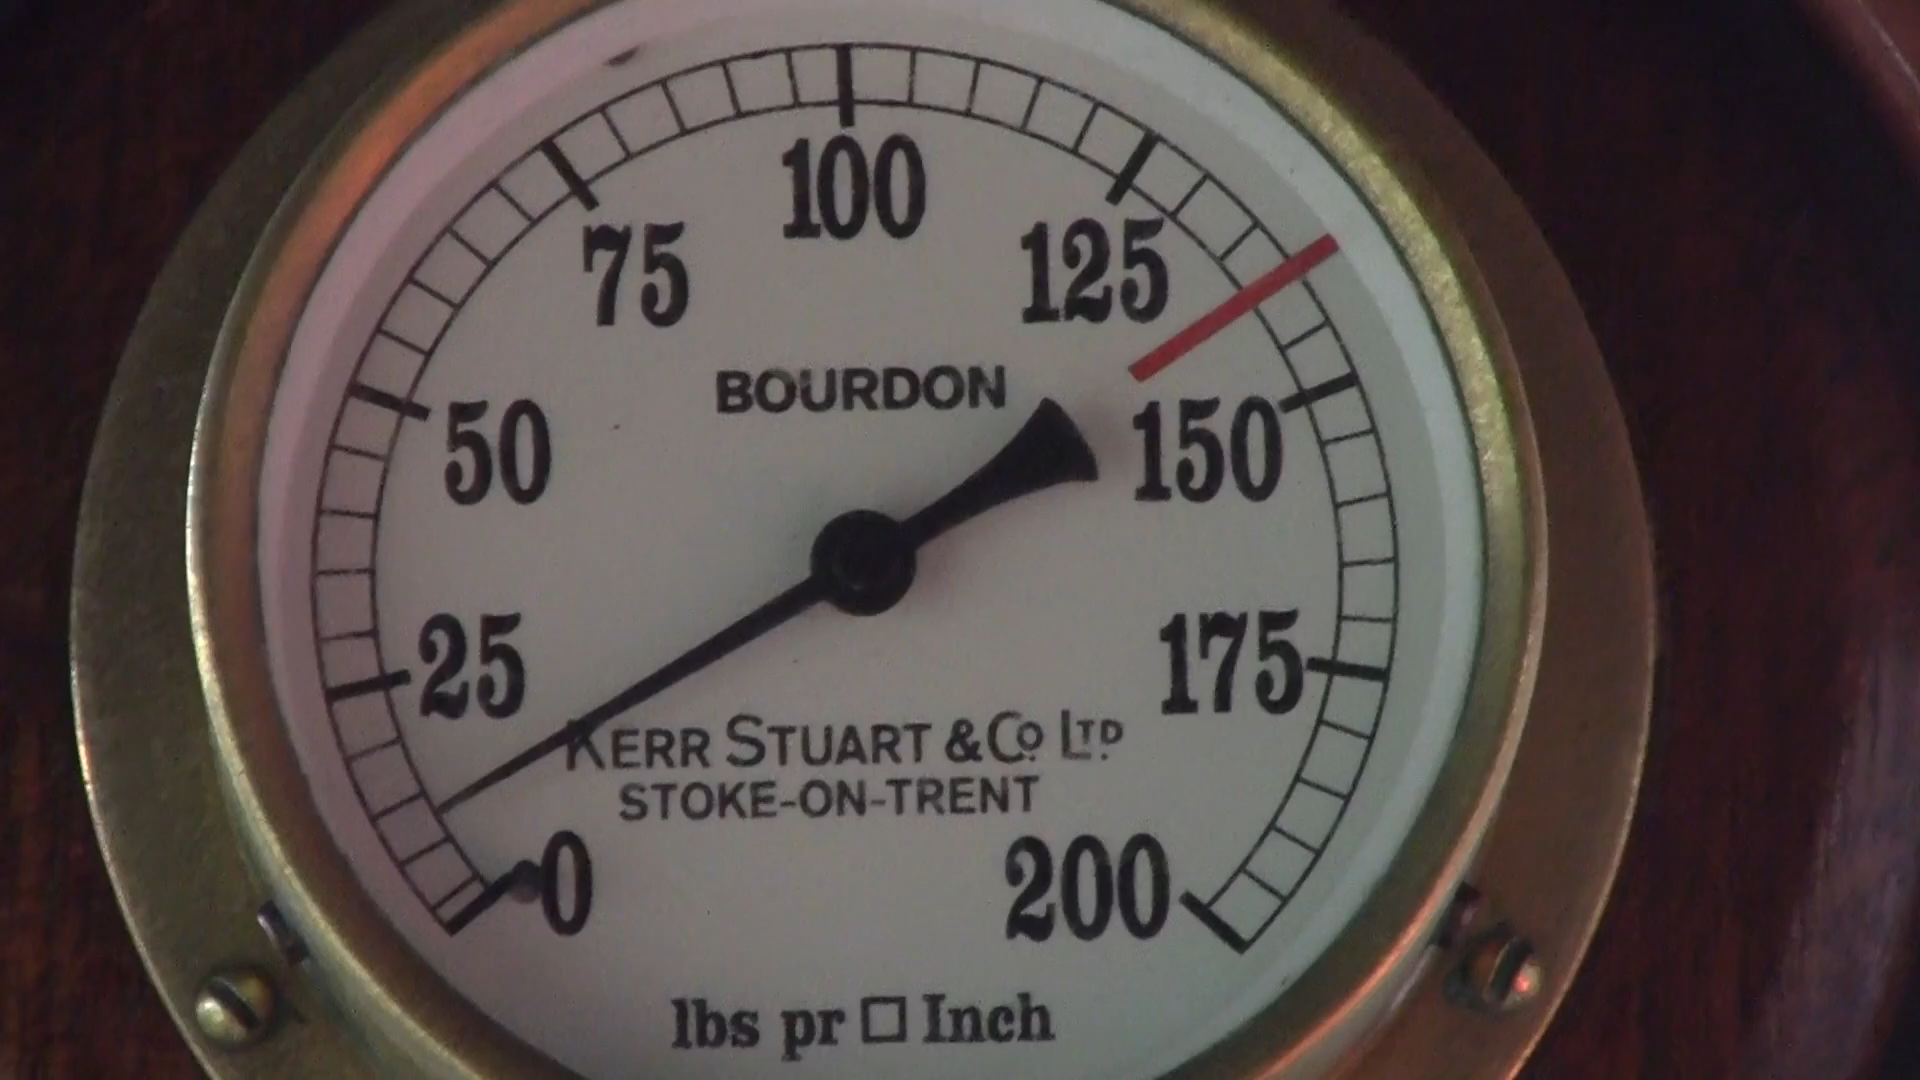 100
75
125
BOURDON
50
150
25
175
KERR STUART & Co LTD
STOKE-ON-TRENT
0
200
lbs pr □ Inch